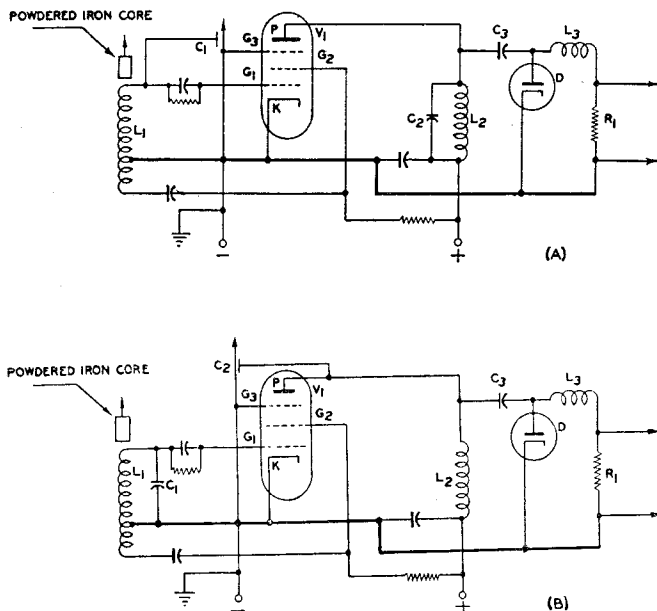 POWDERED IRON CORE
C1
P
V1
G3
G2
G1
K
L1
C2
L2
C3
L3
D
R1
−
+
(A)
C2
POWDERED IRON CORE
P
V1
G3
G2
G1
K
L1
C1
L2
C3
L3
D
R1
−
+
(B)